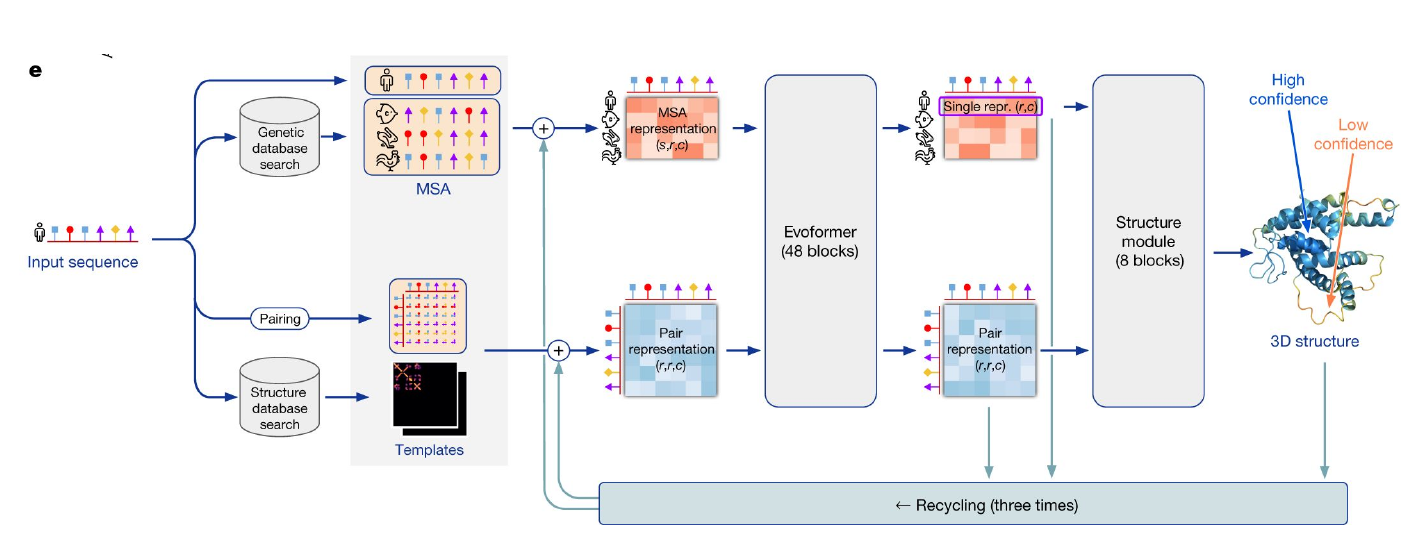 e
Input sequence
Genetic
database
search
MSA
Pairing
Structure
database
search
Templates
+
+
MSA
representation
(s,r,c)
Pair
representation
(r,r,c)
Evoformer
(48 blocks)
Single repr. (r,c)
Pair
representation
(r,r,c)
Structure
module
(8 blocks)
High
confidence
Low
confidence
3D structure
← Recycling (three times)